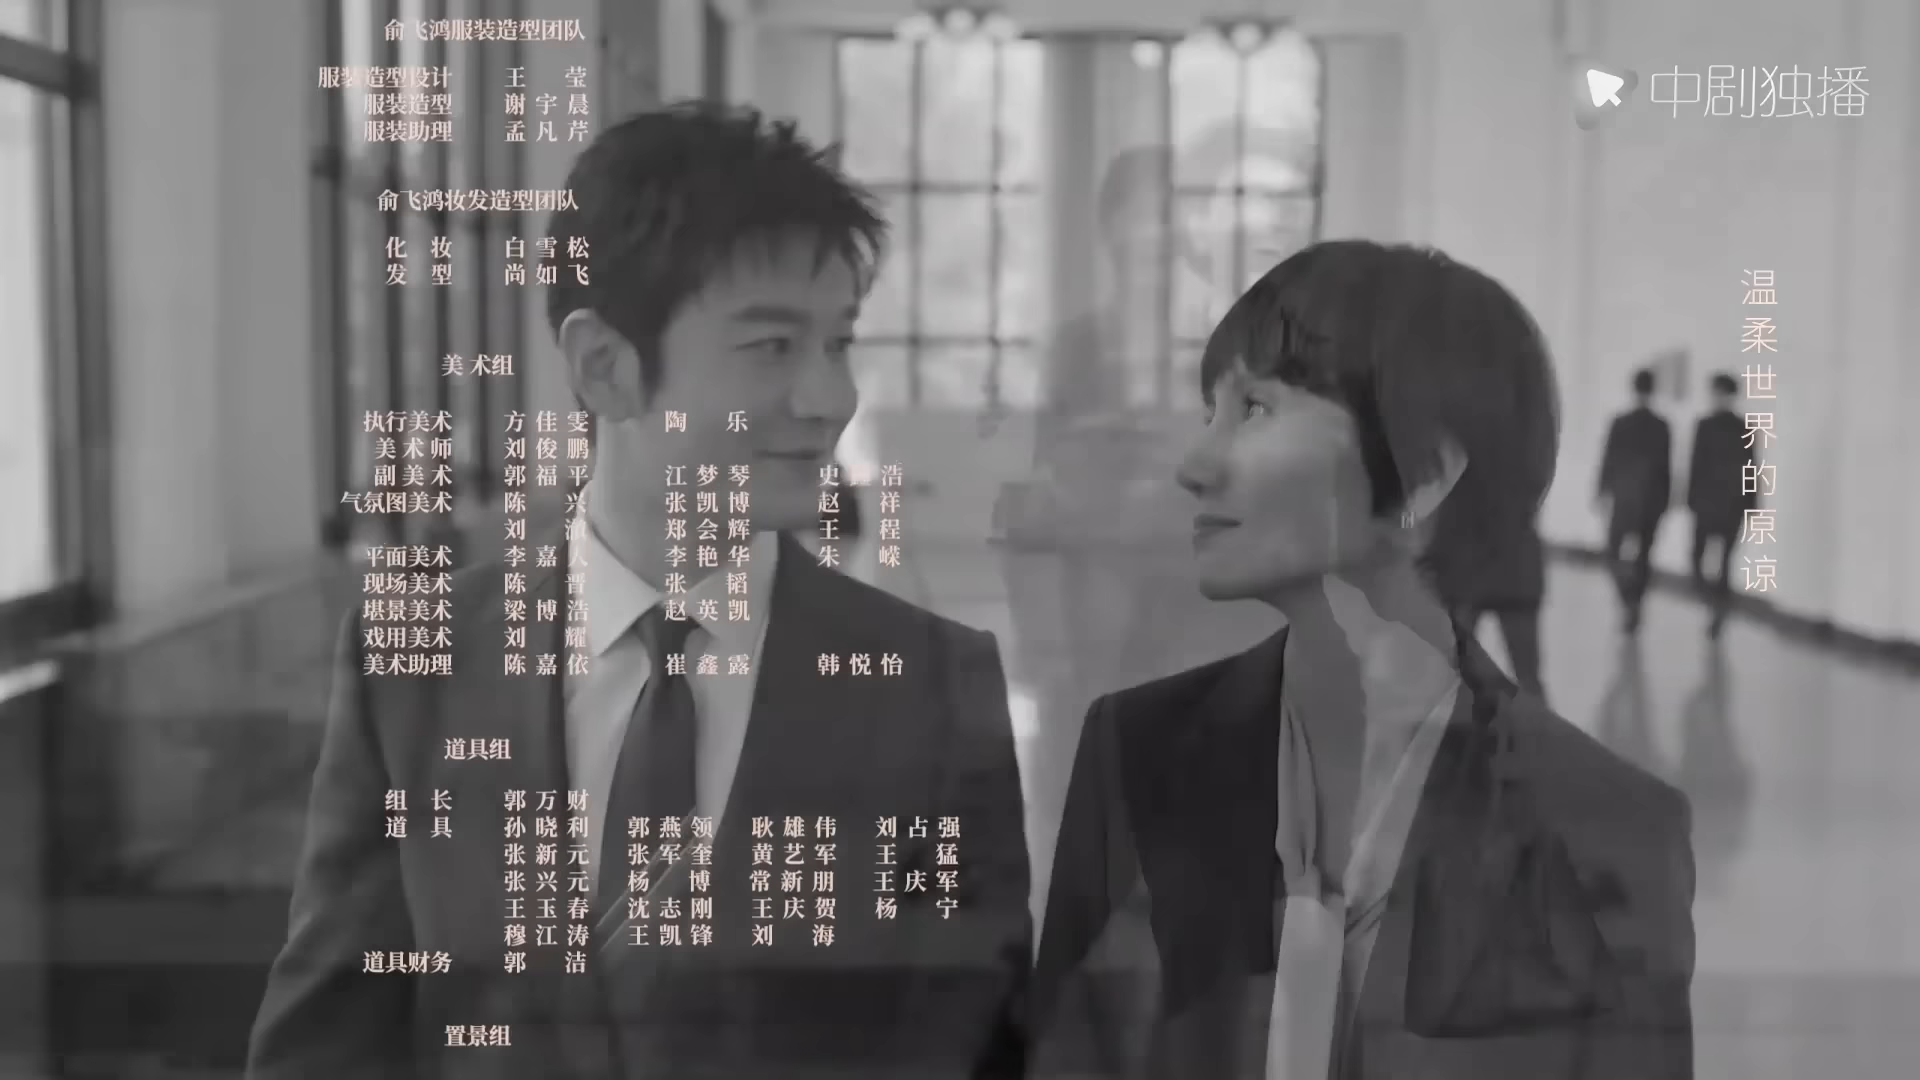 俞飞鸿服装造型团队
服装造型设计 王莹
服装造型 谢宇晨
服装助理 孟凡芹
俞飞鸿妆发造型团队
化妆 白雪松
发型 尚如飞
美术组
执行美术 方佳雯 陶乐
美术师 刘俊鹏
副美术 郭福平 江梦琴 史 浩
气氛图美术 陈兴 张凯博 赵祥
刘 郑会辉 王程
平面美术 李嘉人 李艳华 朱嵘
现场美术 陈晋 张韬
堪景美术 梁博浩 赵英凯
戏用美术 刘耀
美术助理 陈嘉依 崔鑫露 韩悦怡
道具组
组长 郭万财
道具 孙晓利 郭燕领 耿雄伟 刘占强
张新元 张军奎 黄艺军 王猛
张兴元 杨博 常新朋 王庆军
王玉春 沈志刚 王庆贺 杨宁
穆江涛 王凯锋 刘海
道具财务 郭洁
置景组
中剧独播
温柔世界的原谅